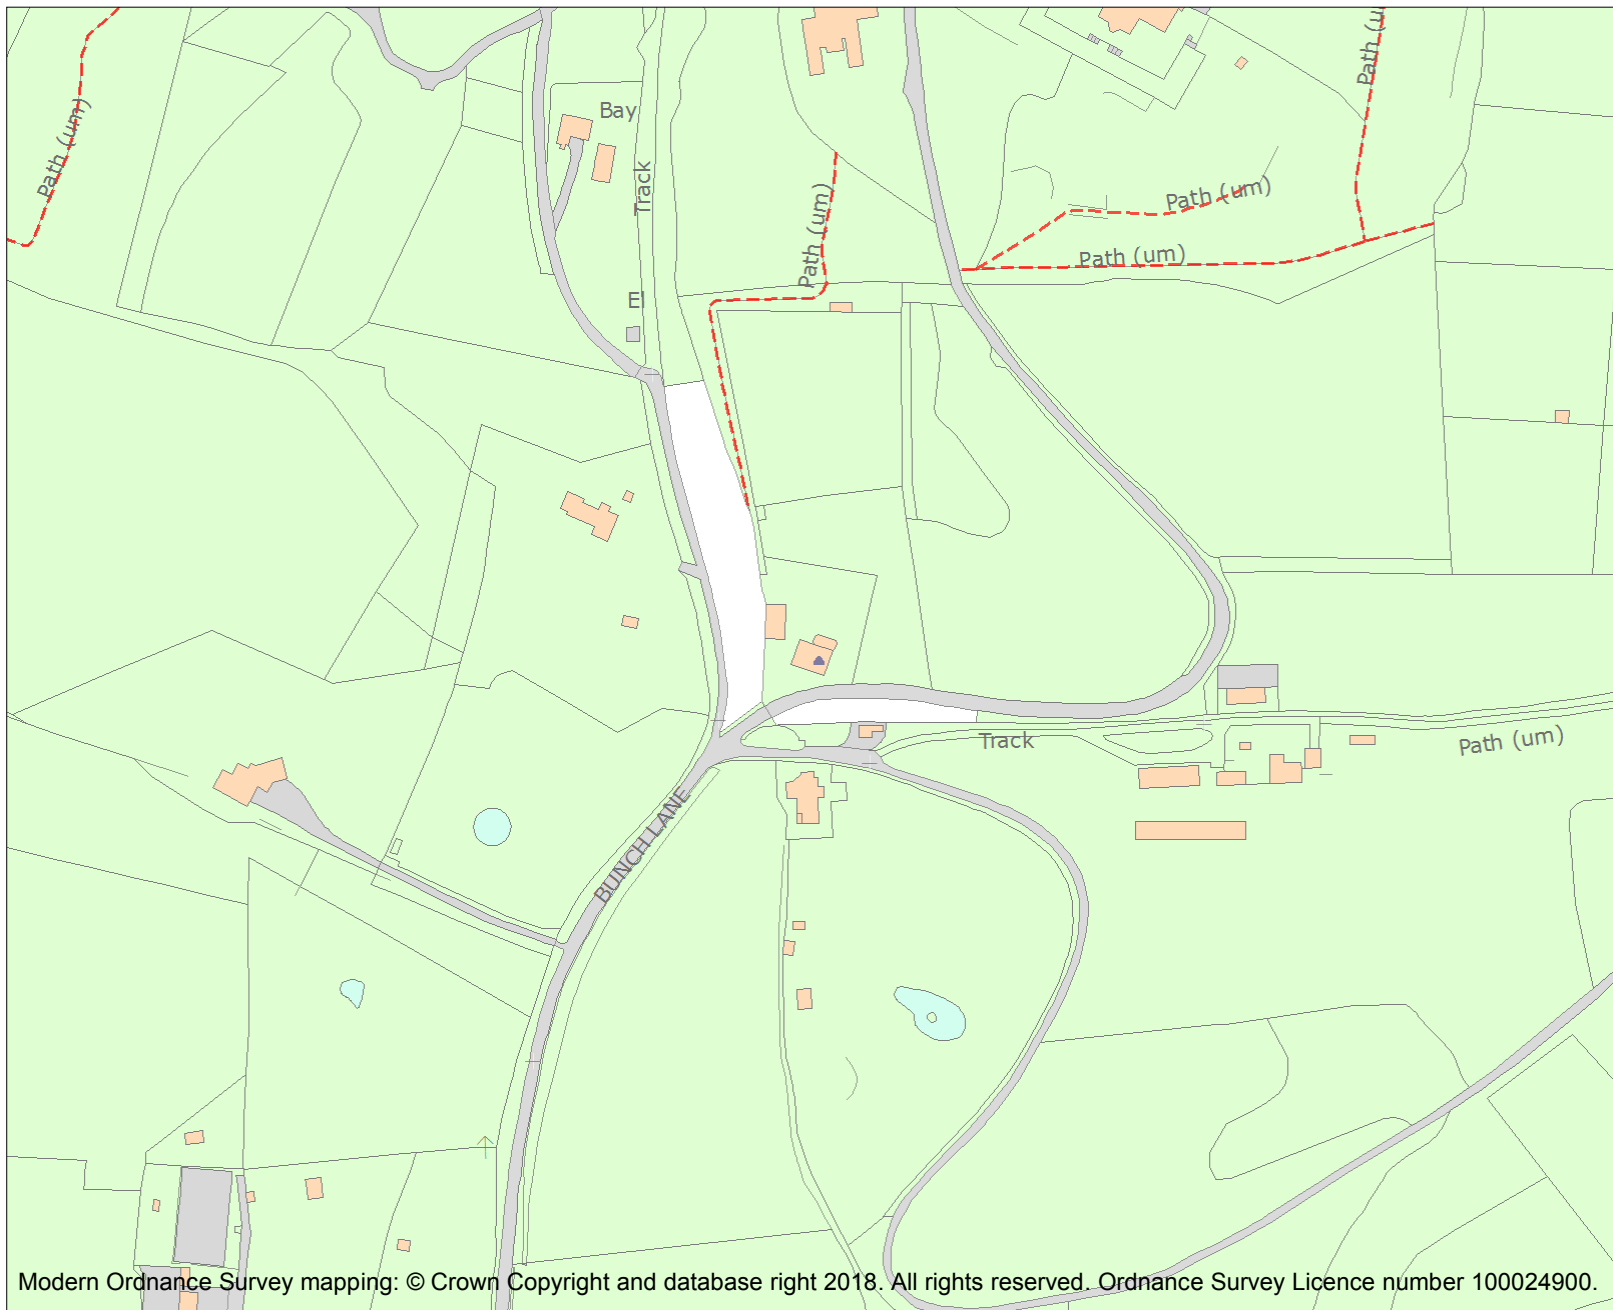 Path (u
Path (um)
Bay
Track
Path (um)
Path (um)
Path (um)
El
Track
Path (um)
BUNCH LANE
Modern Ordnance Survey mapping: © Crown Copyright and database right 2018. All rights reserved. Ordnance Survey Licence number 100024900.